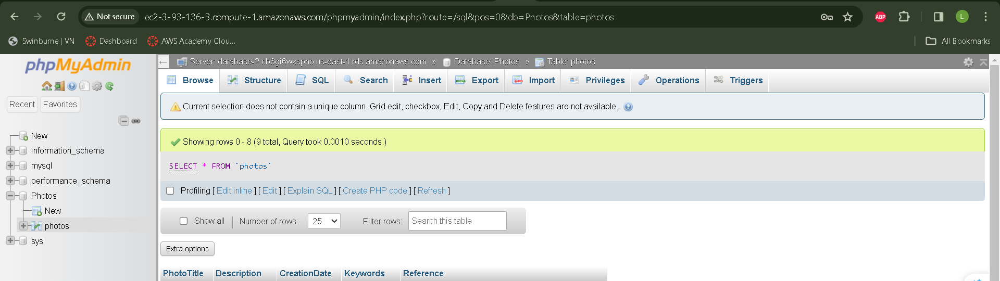 Not secure ec2-3-93-136-3.compute-1.amazonaws.com/phpmyadmin/index.php?route=/sql&pos=0&db=Photos&table=photos ABP L
Swinburne | VN Dashboard AWS Academy Clou... All Bookmarks
phpMyAdmin
Recent Favorites
New
information_schema
mysql
performance_schema
Photos
New
photos
sys
Server: database-2.cb6gi6wkspho.us-east-1.rds.amazonaws.com » Database: Photos » Table: photos
Browse Structure SQL Search Insert Export Import Privileges Operations Triggers
Current selection does not contain a unique column. Grid edit, checkbox, Edit, Copy and Delete features are not available.
Showing rows 0 - 8 (9 total, Query took 0.0010 seconds.)
SELECT * FROM `photos`
Profiling [ Edit inline ] [ Edit ] [ Explain SQL ] [ Create PHP code ] [ Refresh ]
Show all Number of rows: 25 Filter rows: Search this table
Extra options
PhotoTitle Description CreationDate Keywords Reference